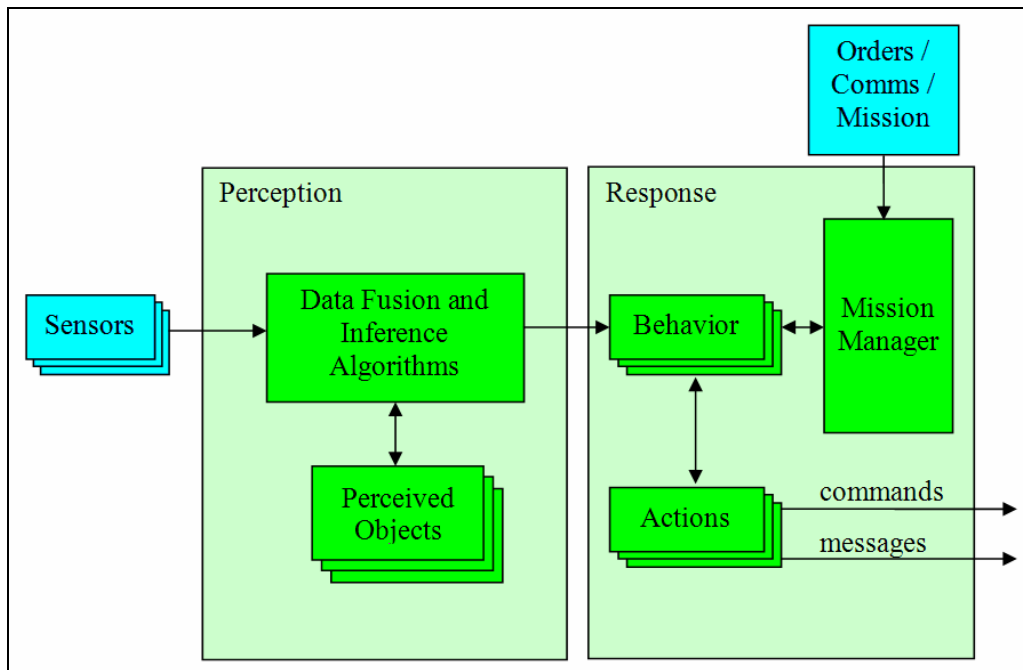 Orders /
Comms /
Mission
Perception
Response
Sensors
Data Fusion and
Inference
Algorithms
Behavior
Mission
Manager
Perceived
Objects
Actions
commands
messages